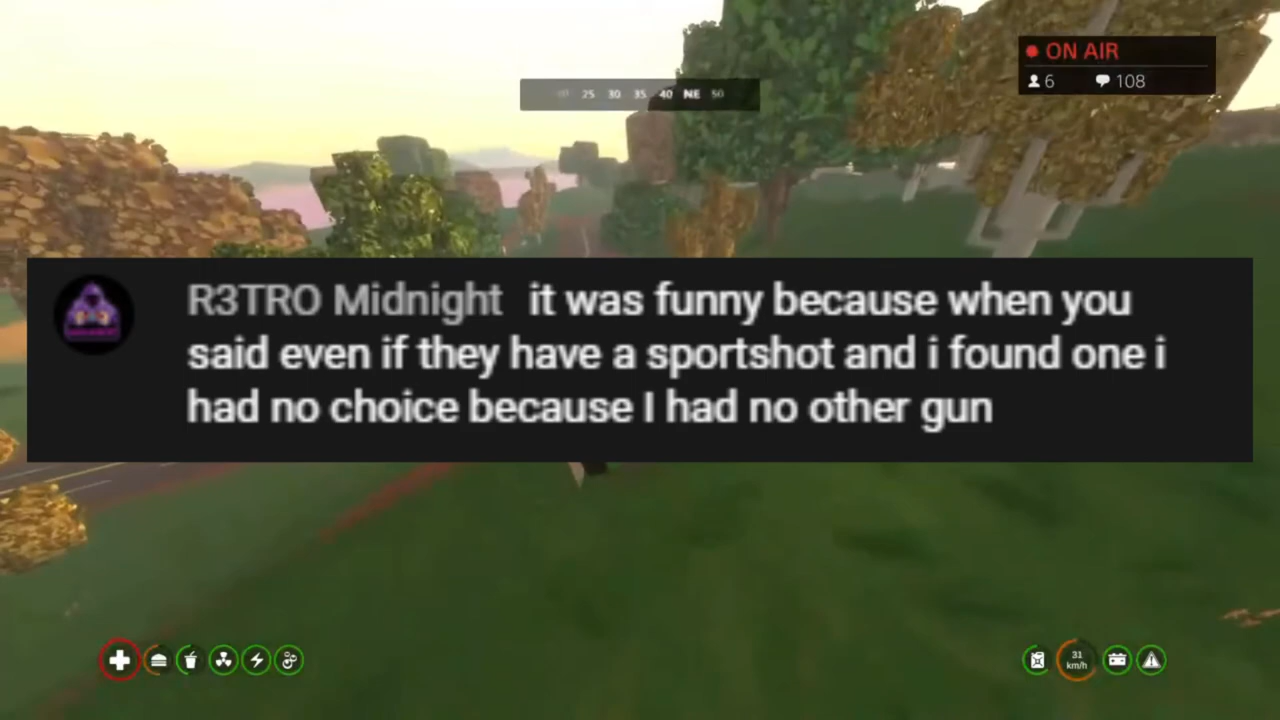 ON AIR
6 108
25 30 35 40 NE 50
R3TRO Midnight it was funny because when you
said even if they have a sportshot and i found one i
had no choice because I had no other gun
31
km/h